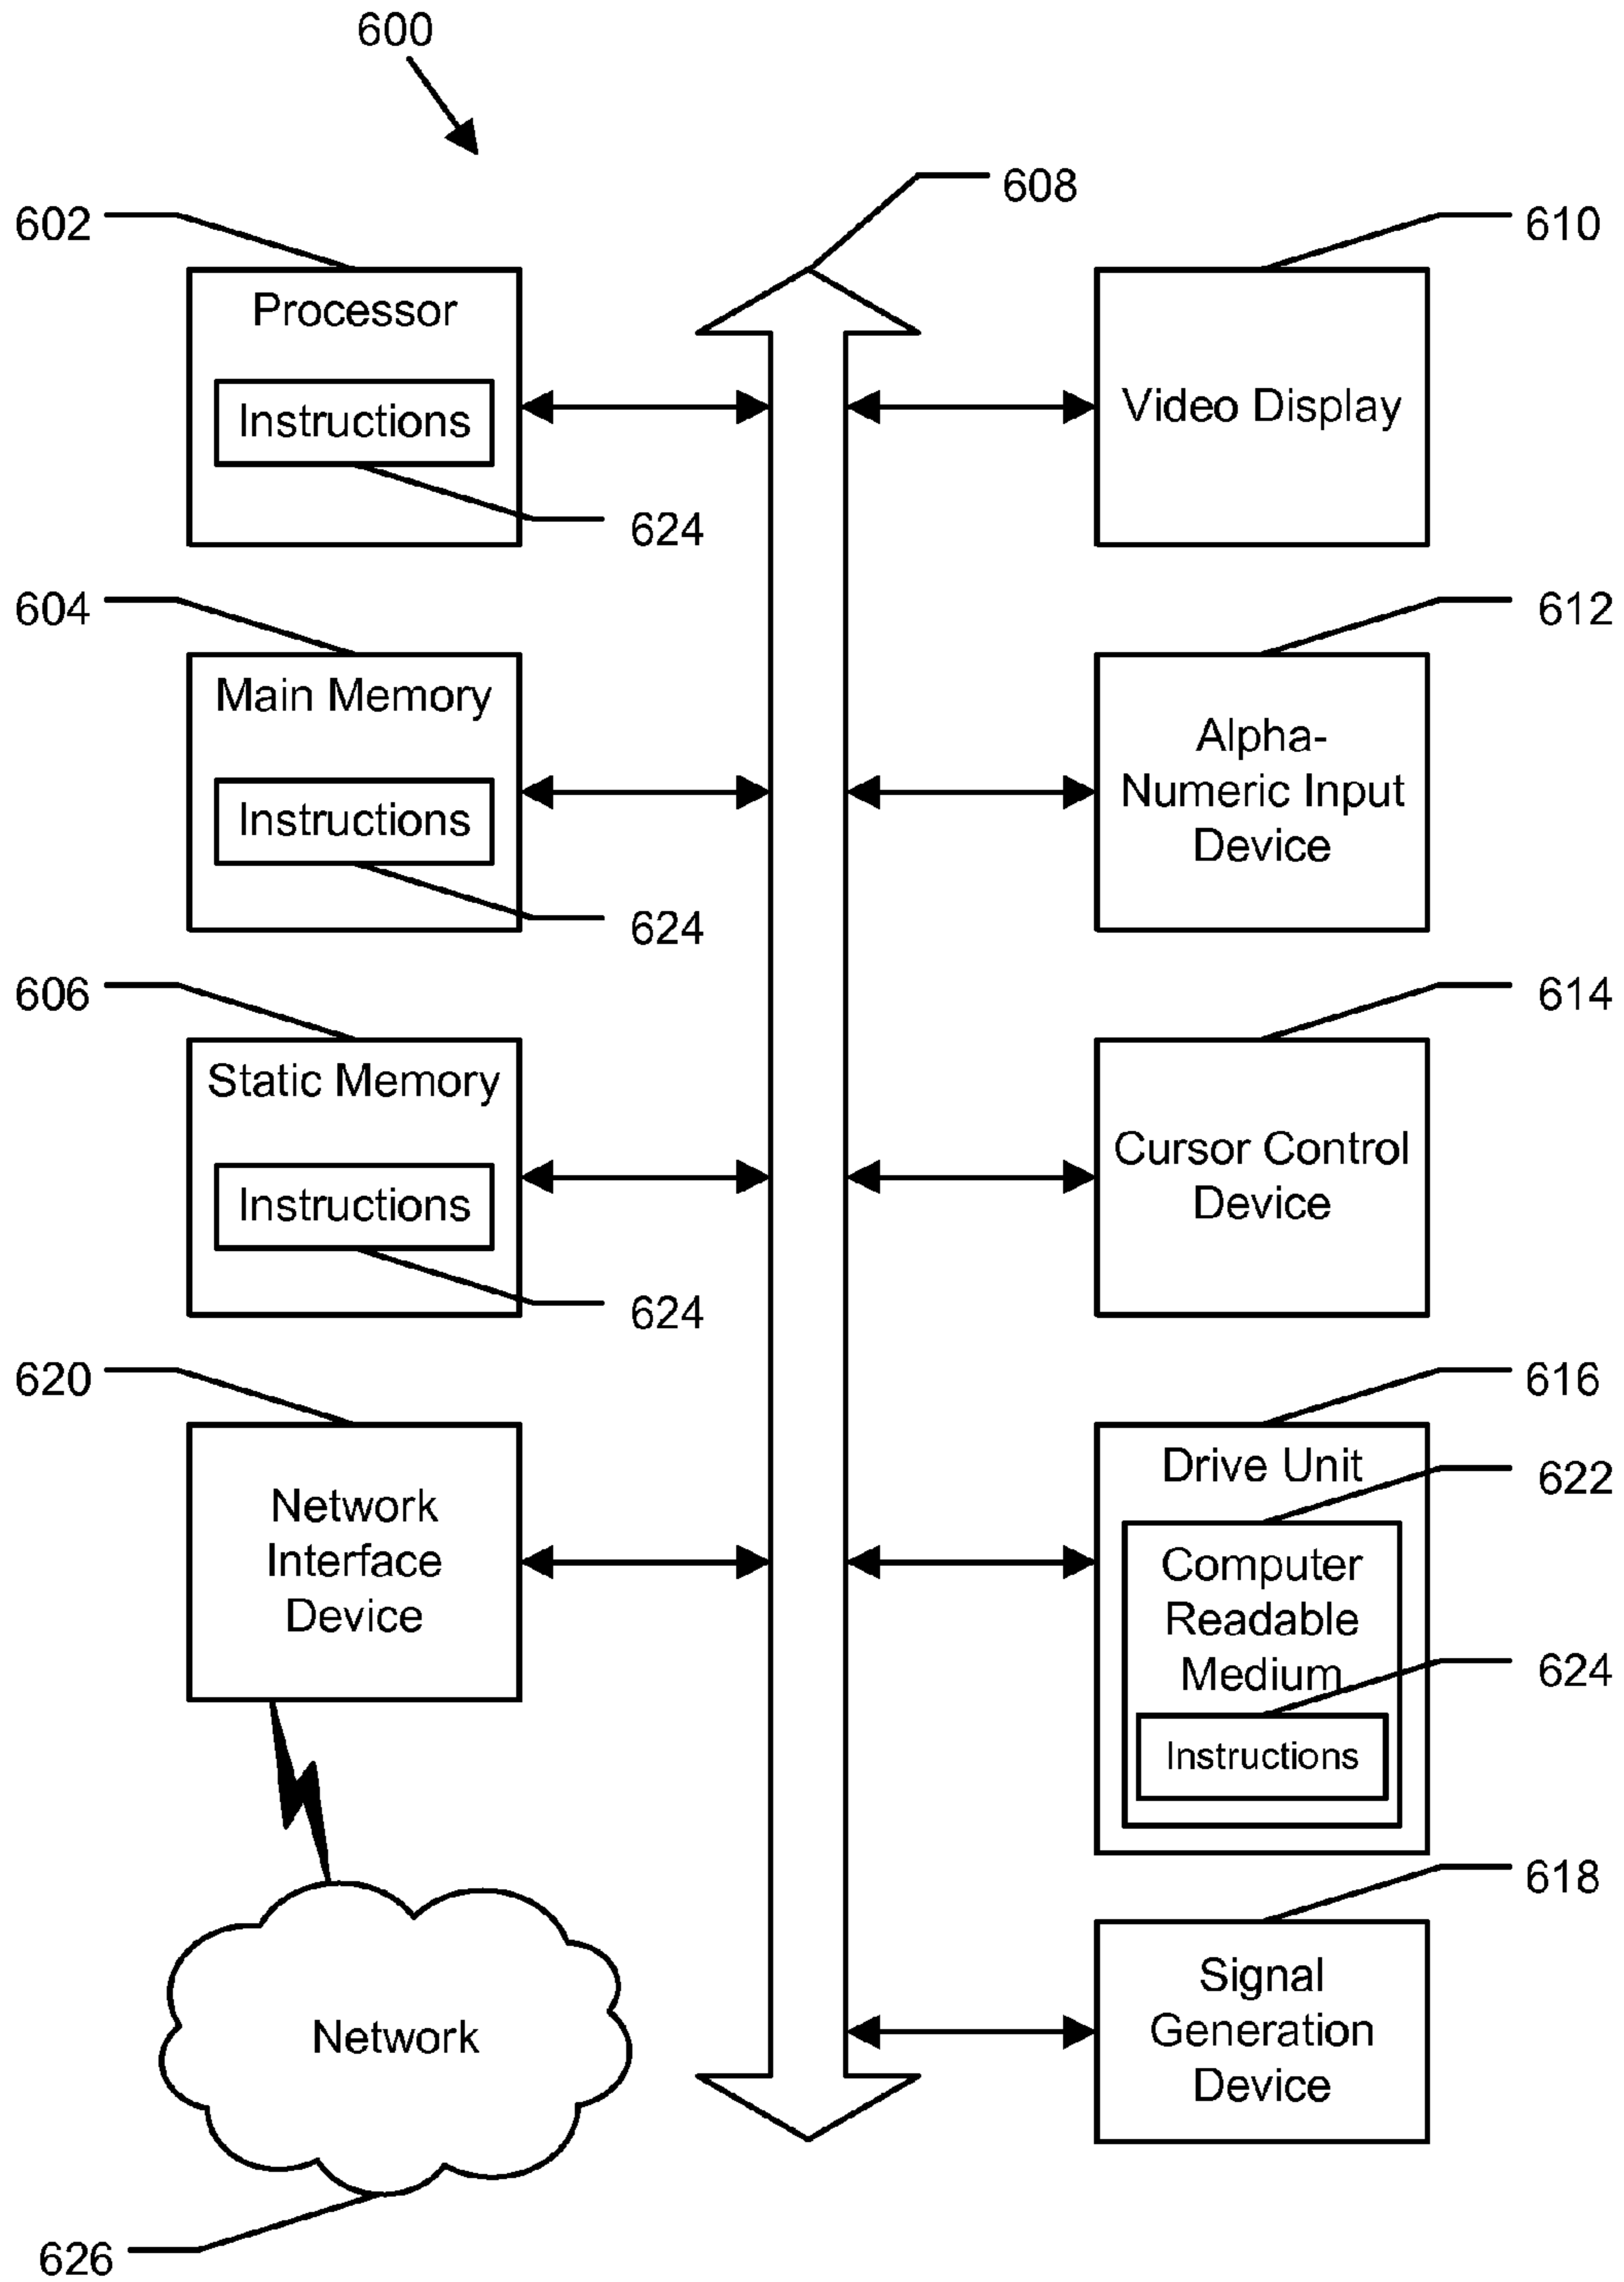 600
608
602
Processor
Instructions
624
604
Main Memory
Instructions
624
606
Static Memory
Instructions
624
620
Network
Interface
Device
Network
626
610
Video Display
612
Alpha-
Numeric Input
Device
614
Cursor Control
Device
616
Drive Unit
622
Computer
Readable
Medium
624
Instructions
618
Signal
Generation
Device